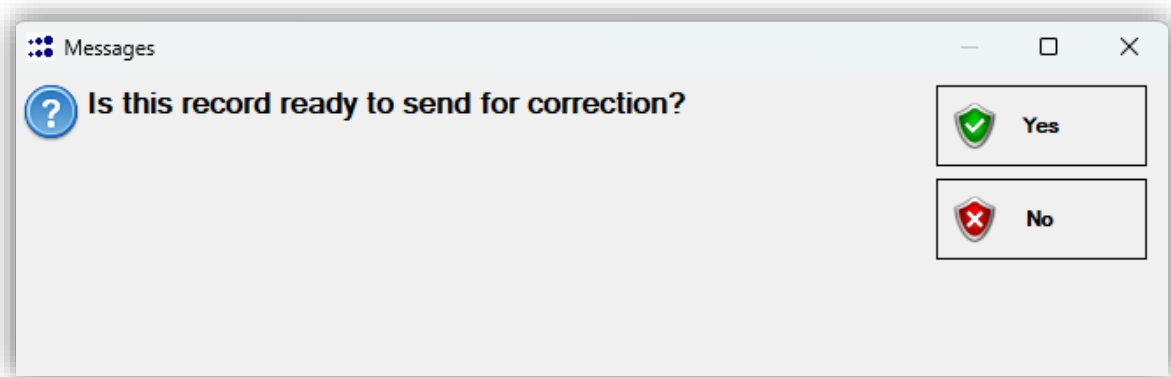 Messages
Is this record ready to send for correction?
Yes
No